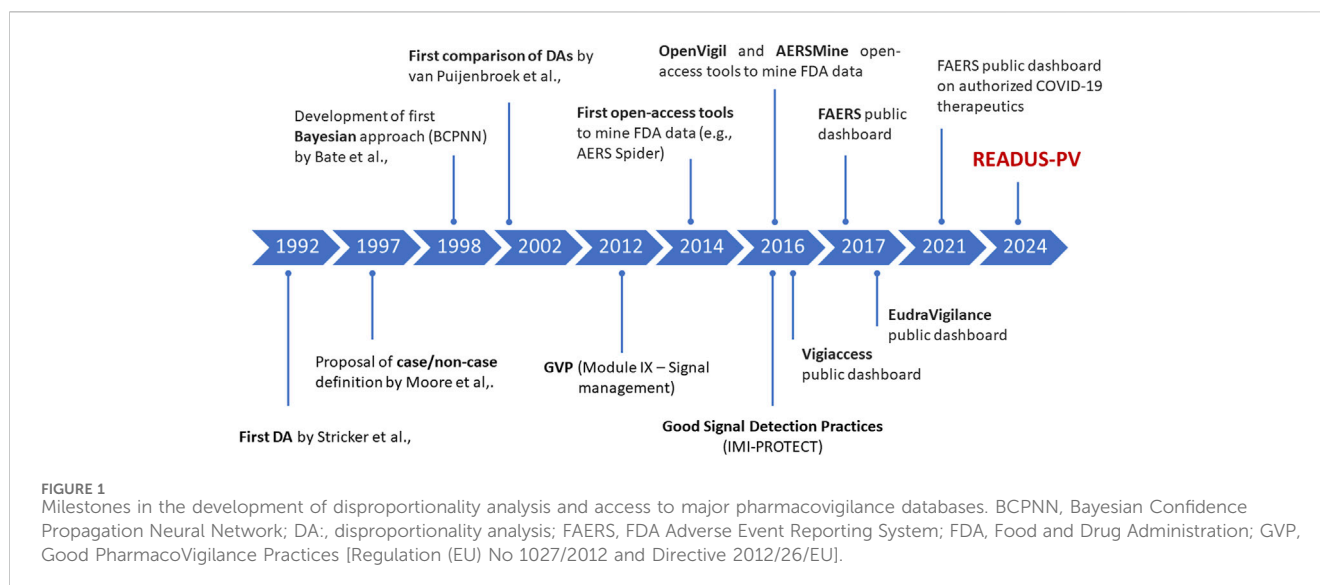 First comparison of DAs by
van Puijenbroek et al.,
OpenVigil and AERSMine open-
access tools to mine FDA data
FAERS public dashboard
on authorized COVID-19
therapeutics
Development of first
Bayesian approach (BCPNN)
by Bate et al.,
First open-access tools
to mine FDA data (e.g.,
AERS Spider)
FAERS public
dashboard
READUS-PV
1992
1997
1998
2002
2012
2014
2016
2017
2021
2024
Proposal of case/non-case
definition by Moore et al,.
First DA by Stricker et al.,
GVP (Module IX – Signal
management)
Vigiaccess
public dashboard
EudraVigilance
public dashboard
Good Signal Detection Practices
(IMI-PROTECT)
FIGURE 1
Milestones in the development of disproportionality analysis and access to major pharmacovigilance databases. BCPNN, Bayesian Confidence
Propagation Neural Network; DA:, disproportionality analysis; FAERS, FDA Adverse Event Reporting System; FDA, Food and Drug Administration; GVP,
Good PharmacoVigilance Practices [Regulation (EU) No 1027/2012 and Directive 2012/26/EU].